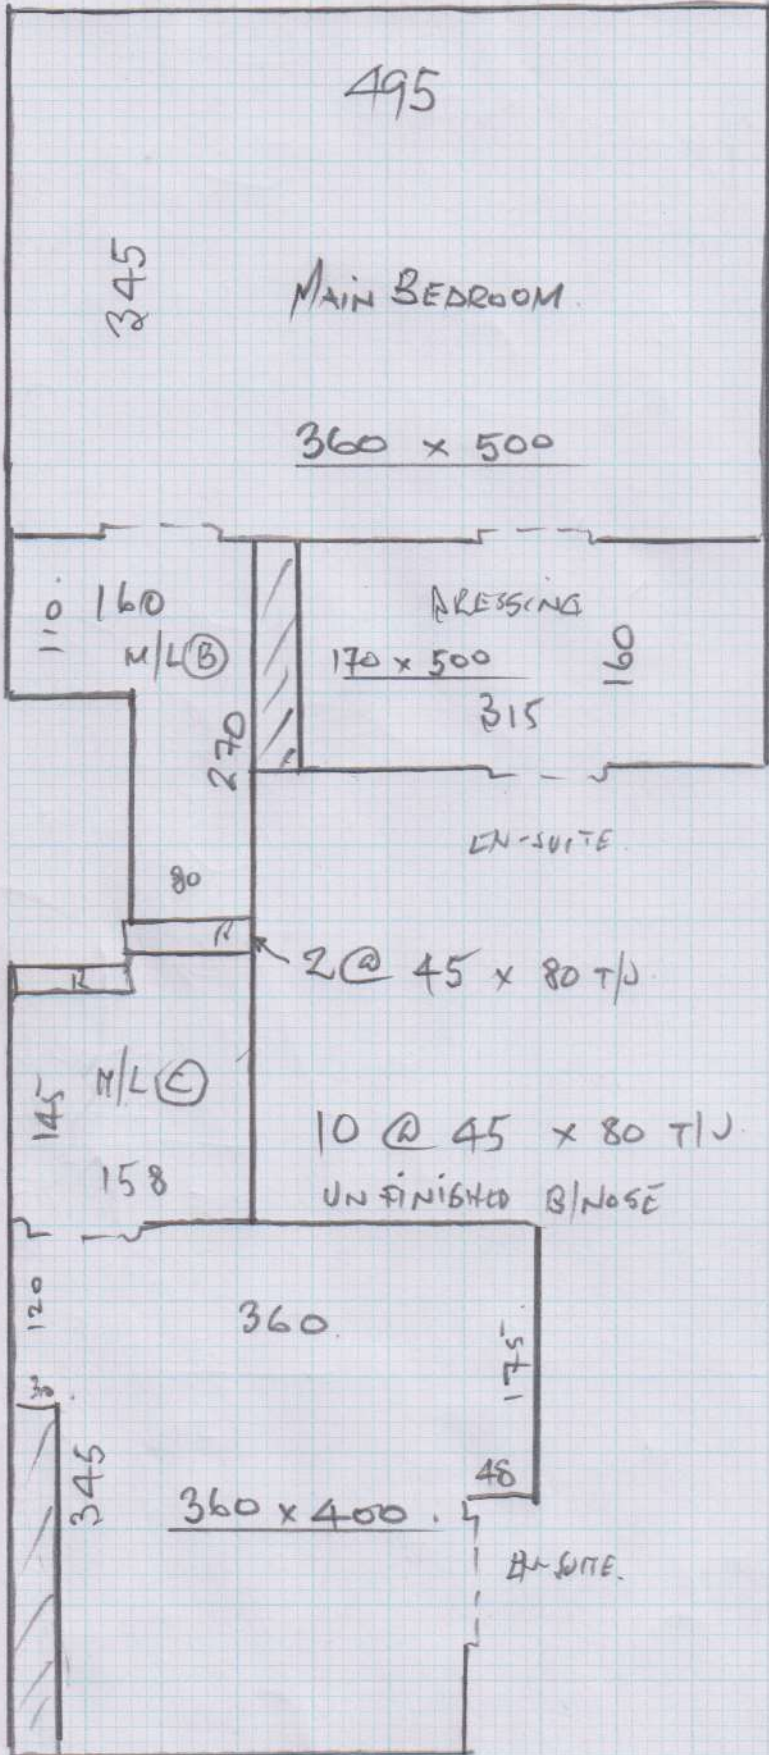 495
345
MAIN BEDROOM
360 x 500
110
160
M/L (B)
DRESSING
170 x 500
160
315
270
EN-SUITE
80
R
2 @ 45 x 80 T/J
R
M/L (C)
145
10 @ 45 x 80 T/J
158
UNFINISHED B/NOSE
120
360
175
30
345
48
360 x 400
EN-SUITE